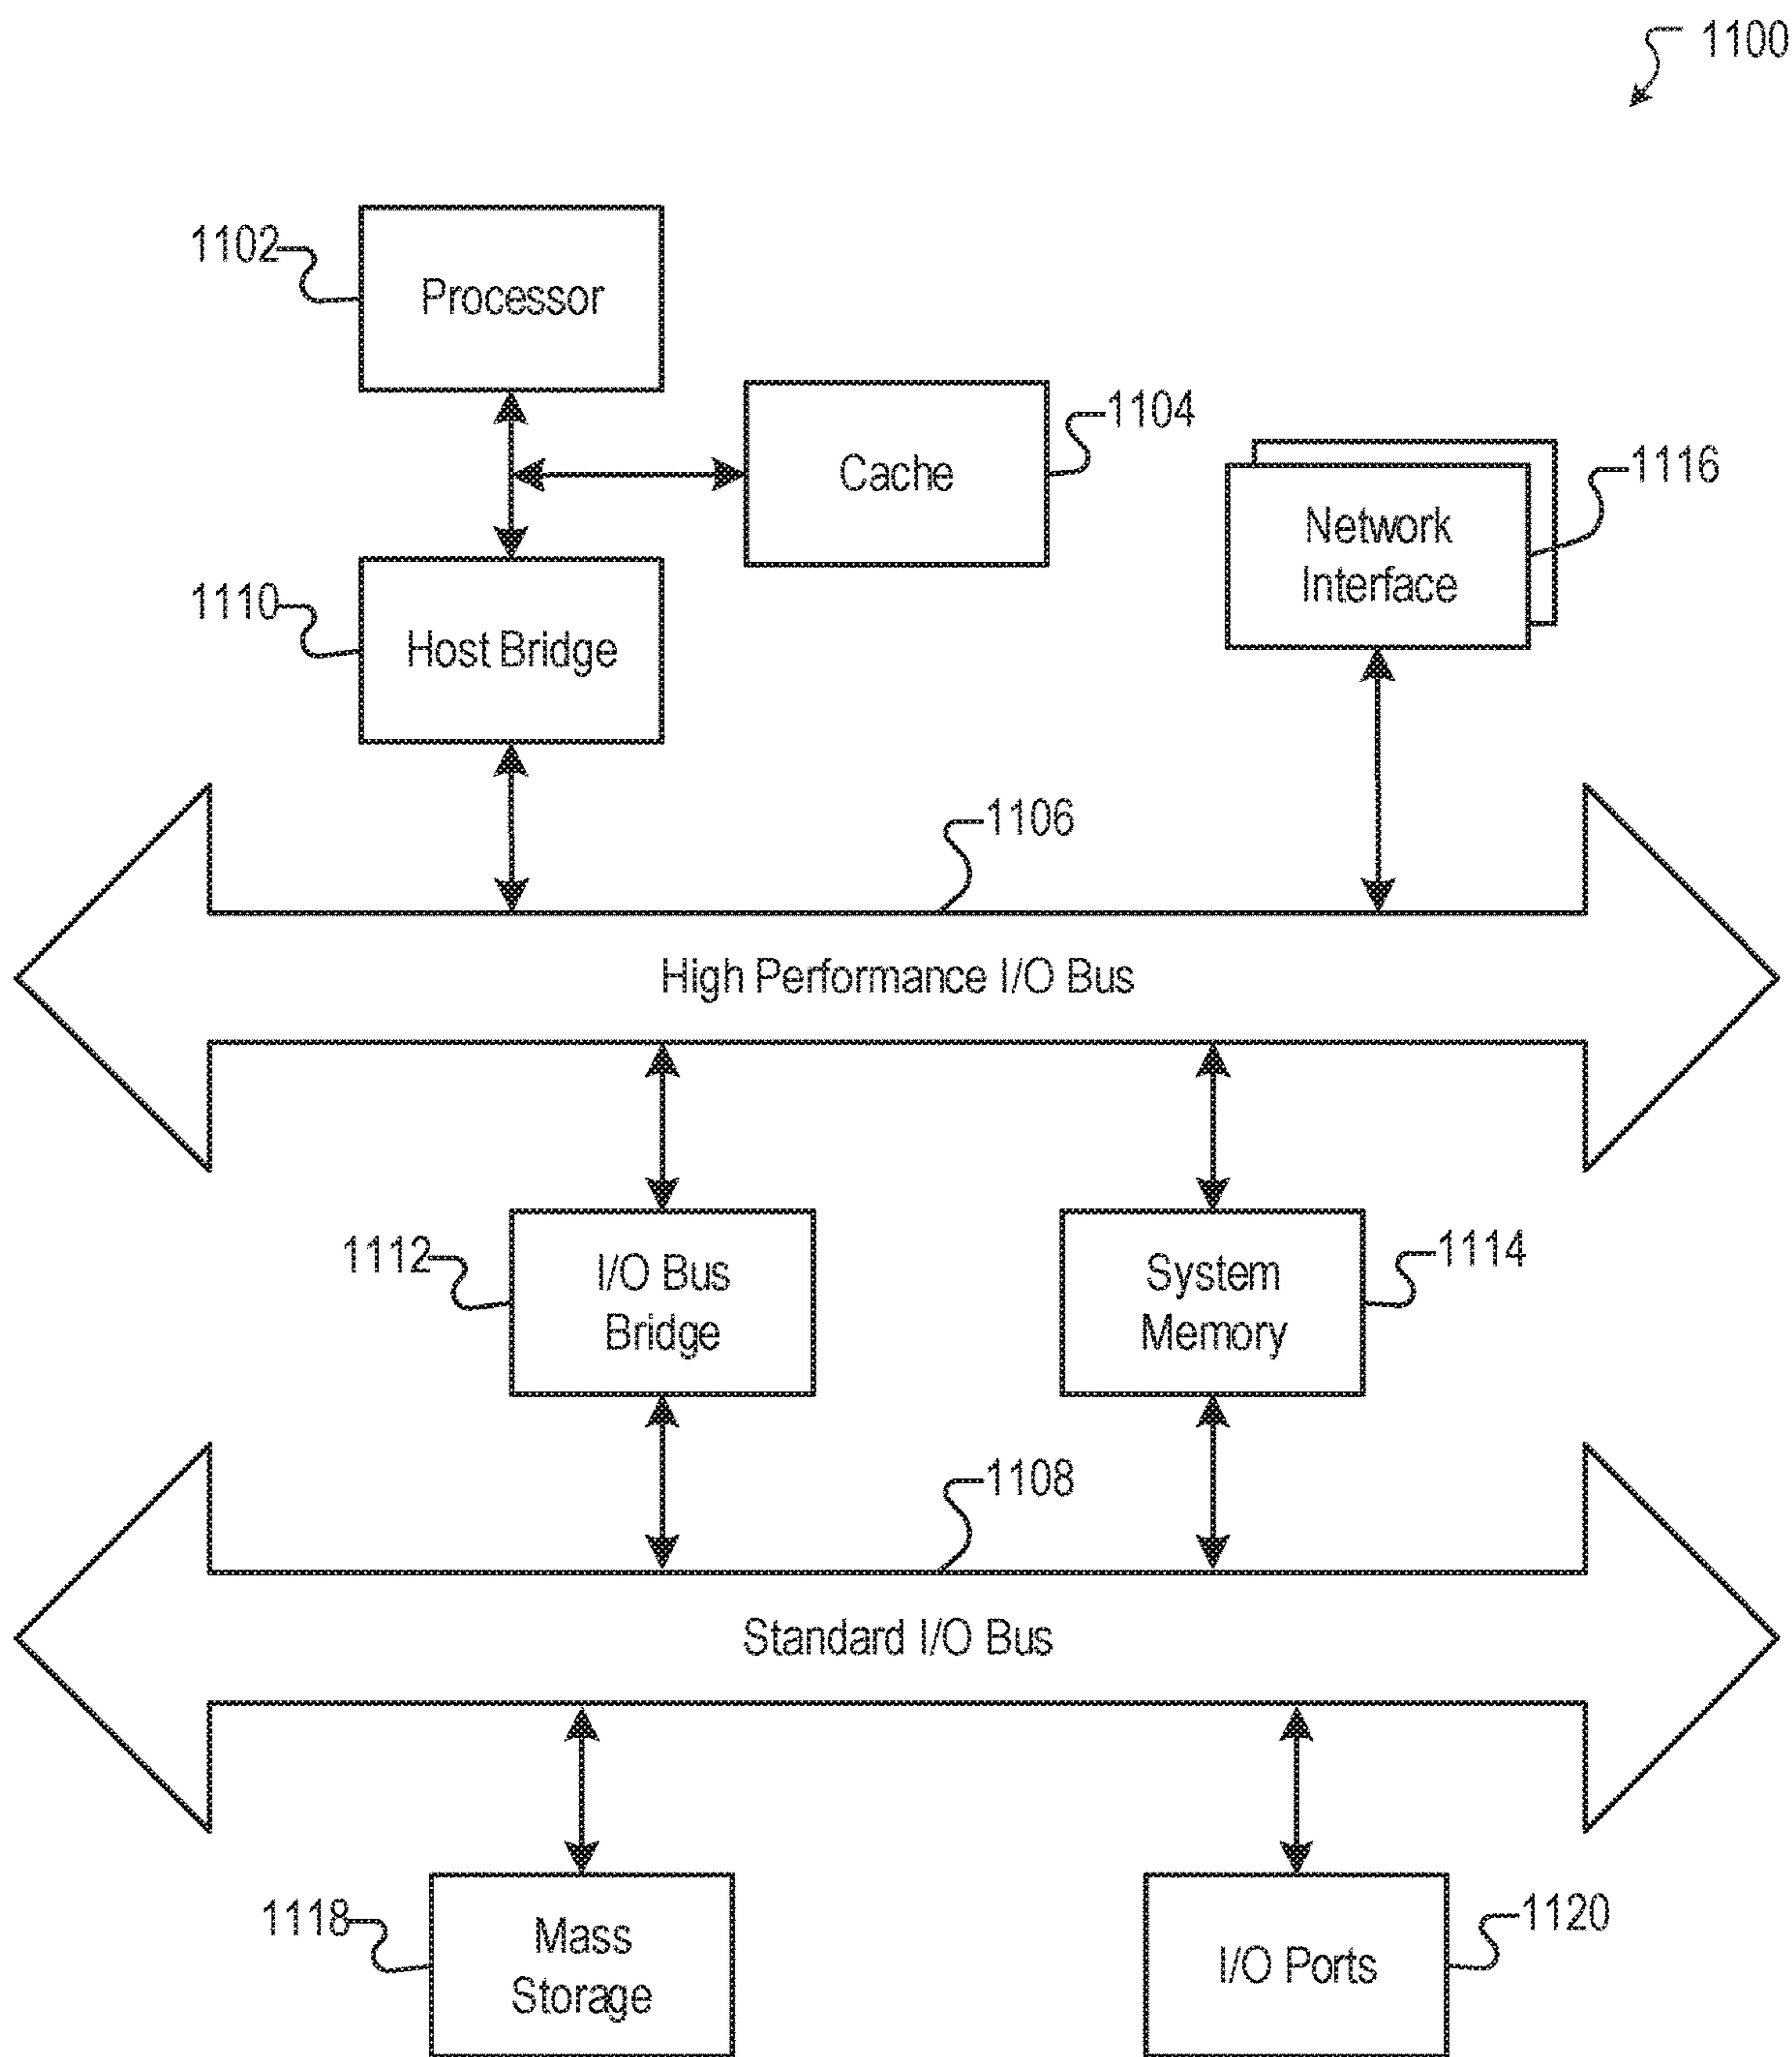 1100
1102
Processor
1104
Cache
1116
Network
Interface
1110
Host Bridge
1106
High Performance I/O Bus
1112
I/O Bus
Bridge
System
Memory
1114
1108
Standard I/O Bus
1118
Mass
Storage
I/O Ports
1120